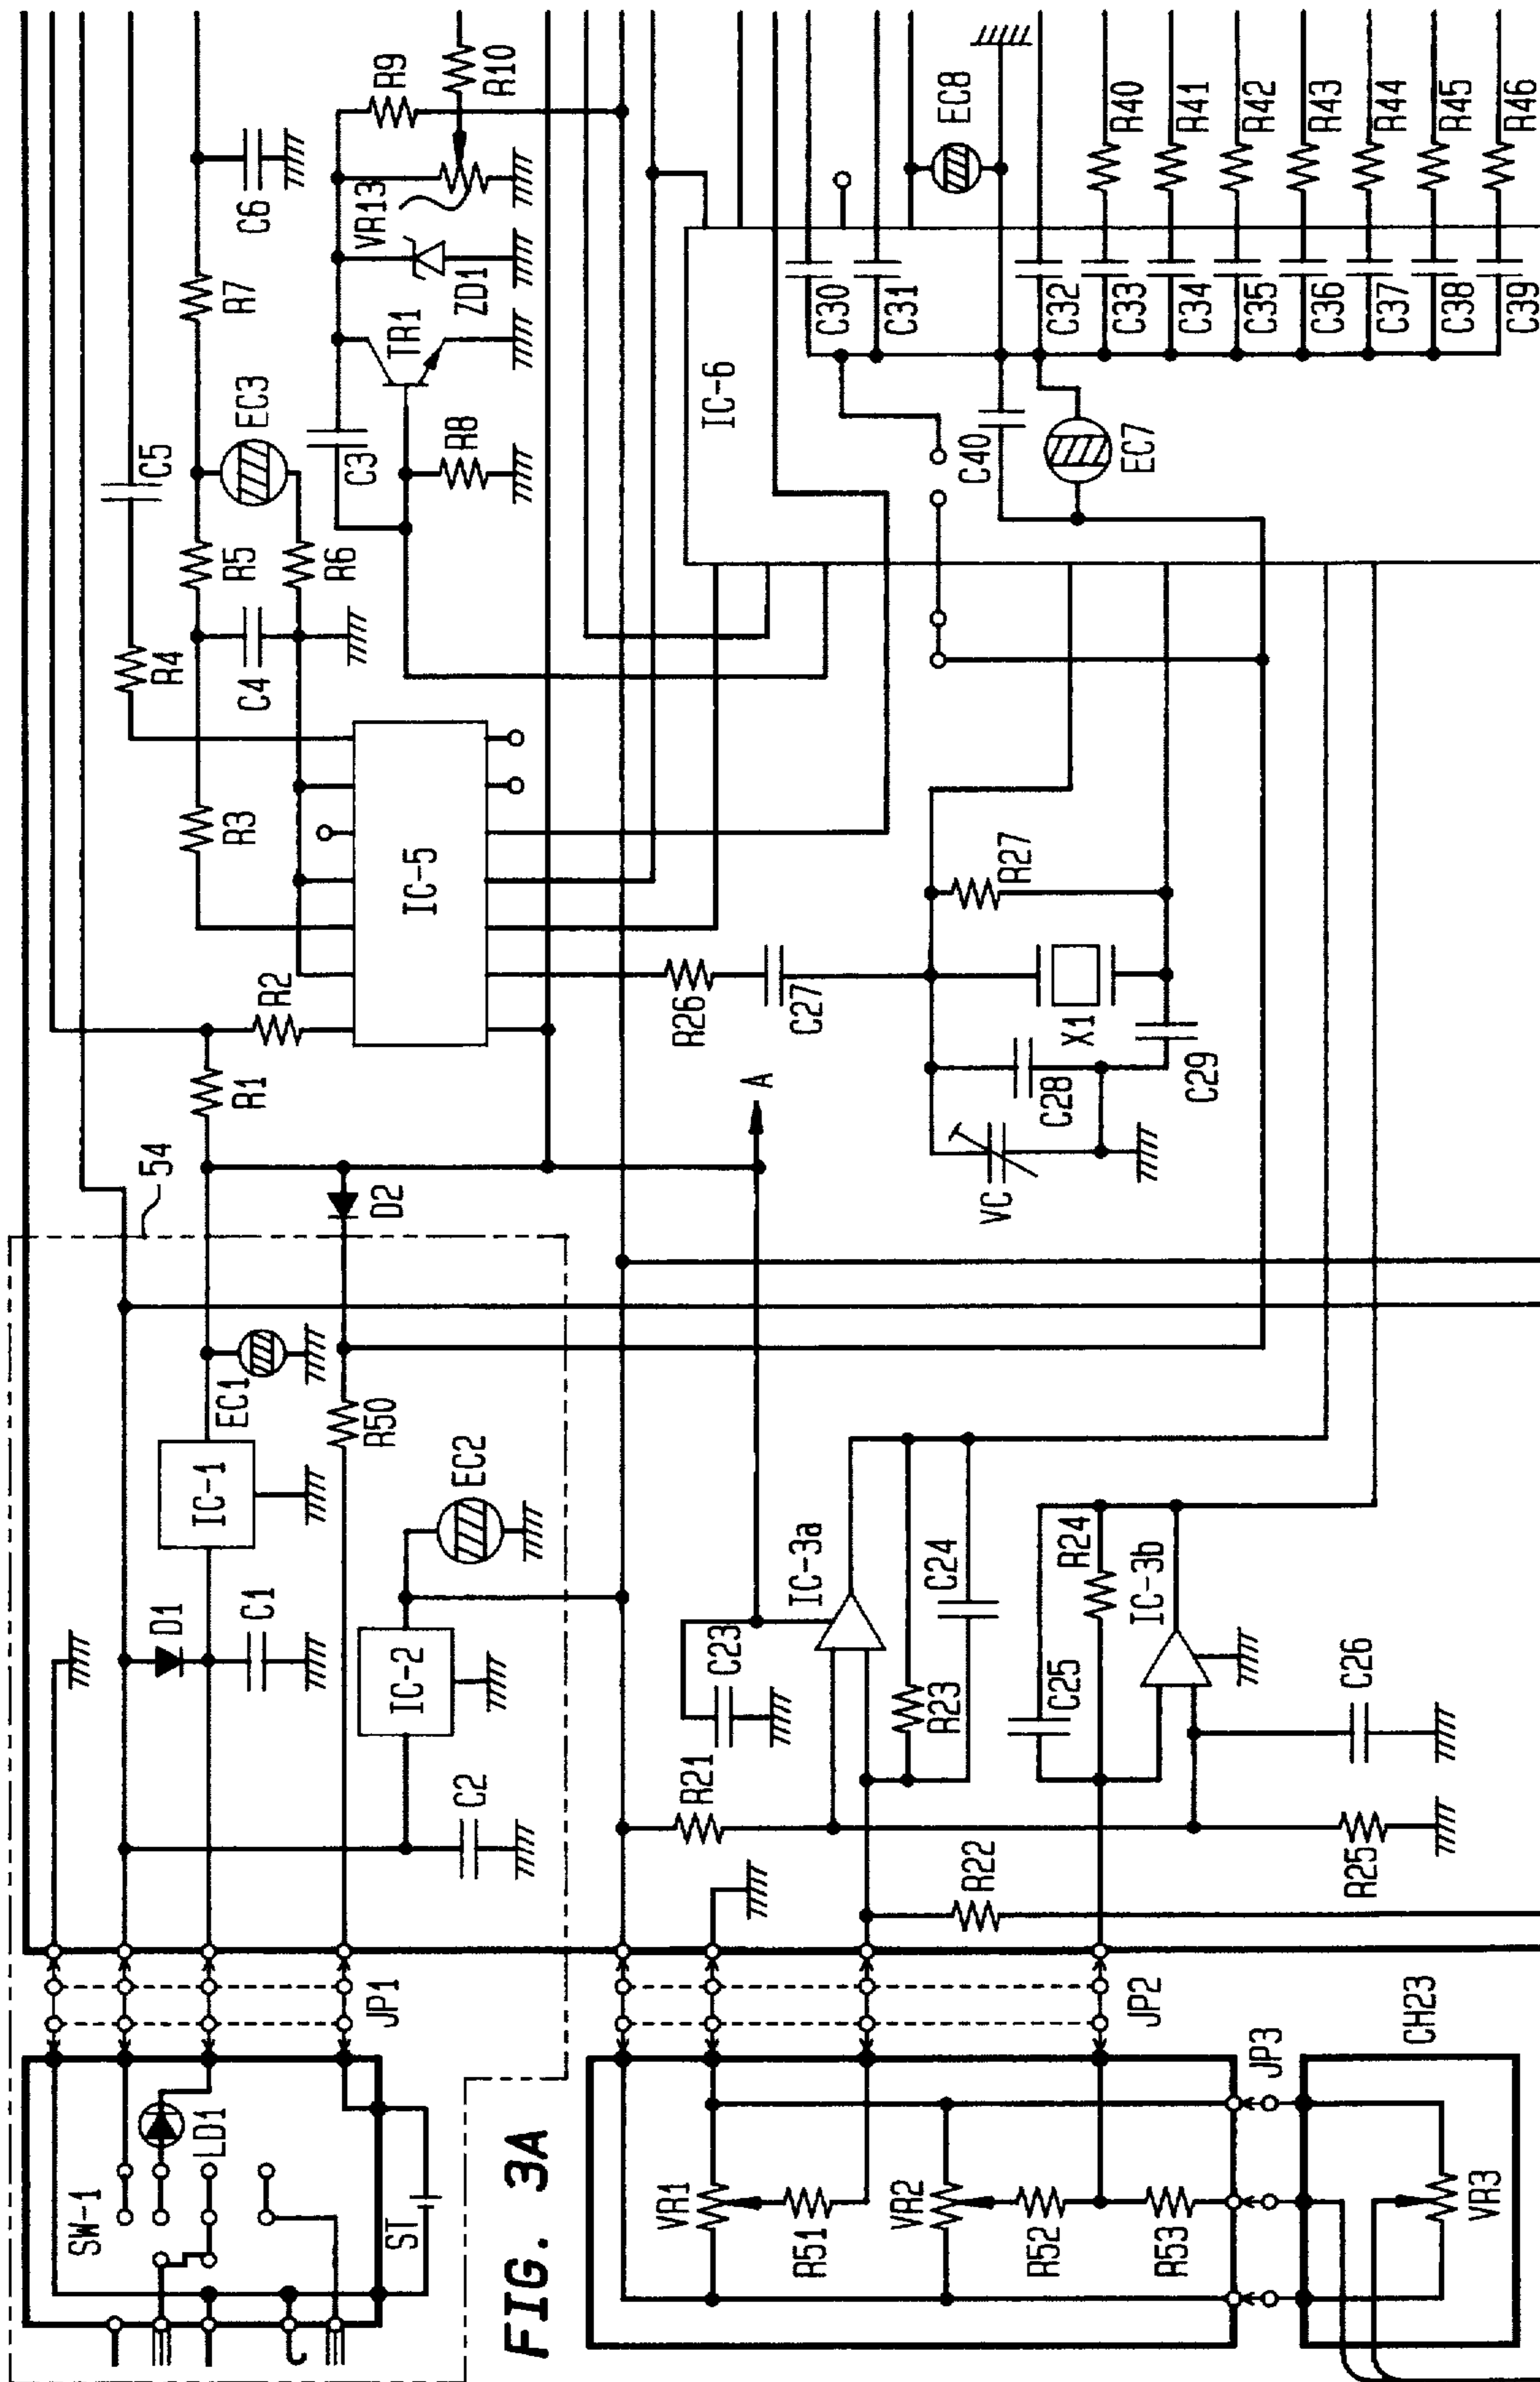 FIG. 3A
54
SW-1
LD1
ST
JP1
D1
C1
IC-1
EC1
R50
D2
C2
IC-2
EC2
R1
R2
R3
R4
C4
R5
R6
C5
EC3
R7
C6
IC-5
C3
R8
TR1
ZD1
VR13
R9
R10
VR1
R51
VR2
R52
R53
JP2
JP3
CH23
VR3
R21
R22
C23
IC-3a
R23
C24
C25
R24
IC-3b
C26
R25
A
R26
C27
R27
X1
C28
C29
VC
IC-6
C40
EC7
EC8
C30
C31
C32
C33
C34
C35
C36
C37
C38
C39
R40
R41
R42
R43
R44
R45
R46